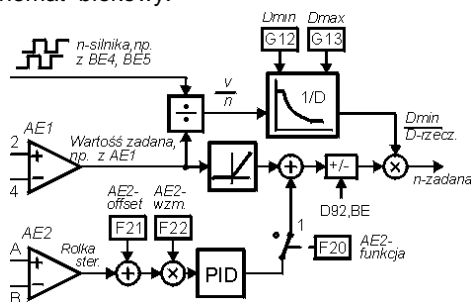 blokowy.
Dmin Dmax
n-silnika,np.
z BE4, BE5
G12 G13
v
n
1/D
÷
AE1
2
+
-
4
Wartość zadana,
np. z AE1
Dmin
D-rzecz.
+
+/-
×
n-zadana
D92,BE
AE2-
offset
AE2-
wzm.
F21 F22
1
F20
AE2-
funkcja
AE2
A
+
-
B
Rolka
ster.
+
×
PID